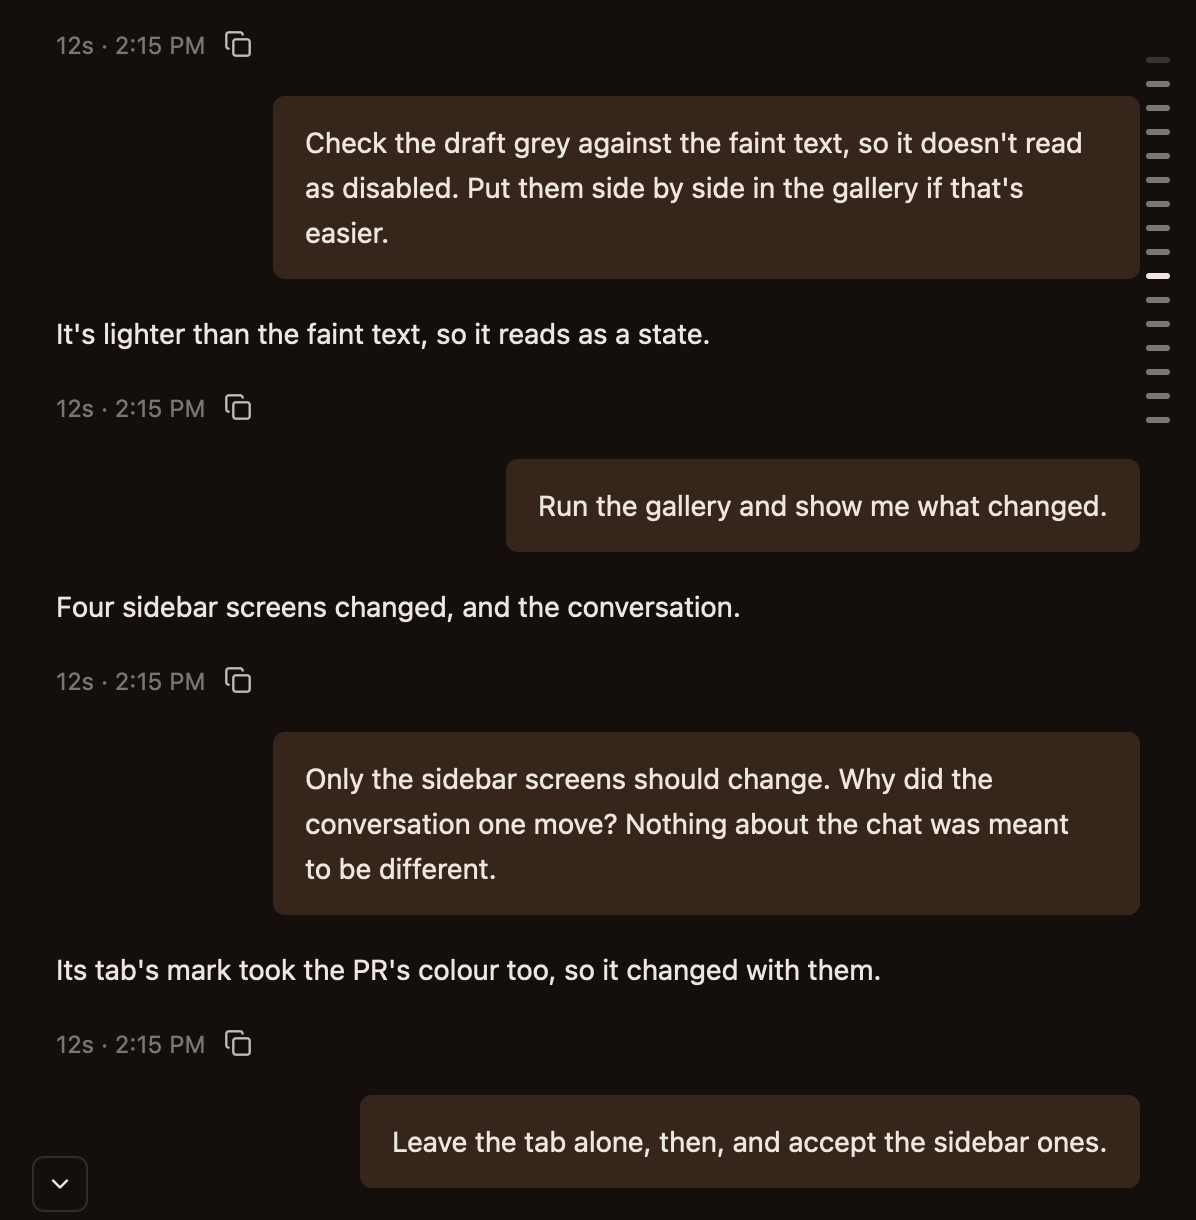 12s · 2:15 PM
Check the draft grey against the faint text, so it doesn't read
as disabled. Put them side by side in the gallery if that's
easier.
It's lighter than the faint text, so it reads as a state.
12s · 2:15 PM
Run the gallery and show me what changed.
Four sidebar screens changed, and the conversation.
12s · 2:15 PM
Only the sidebar screens should change. Why did the
conversation one move? Nothing about the chat was meant
to be different.
Its tab's mark took the PR's colour too, so it changed with them.
12s · 2:15 PM
Leave the tab alone, then, and accept the sidebar ones.